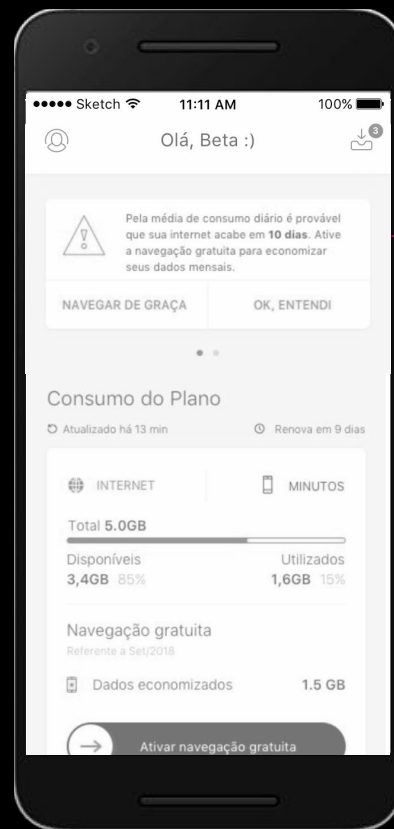 Sketch 11:11 AM 100%
Olá, Beta :) 3
Pela média de consumo diário é provável
que sua internet acabe em 10 dias. Ative
a navegação gratuita para economizar
seus dados mensais.
NAVEGAR DE GRAÇA OK, ENTENDI
Consumo do Plano
Atualizado há 13 min Renova em 9 dias
INTERNET MINUTOS
Total 5.0GB
Disponíveis Utilizados
3,4GB 85% 1,6GB 15%
Navegação gratuita
Referente a Set/2018
Dados economizados 1.5 GB
Ativar navegação gratuita